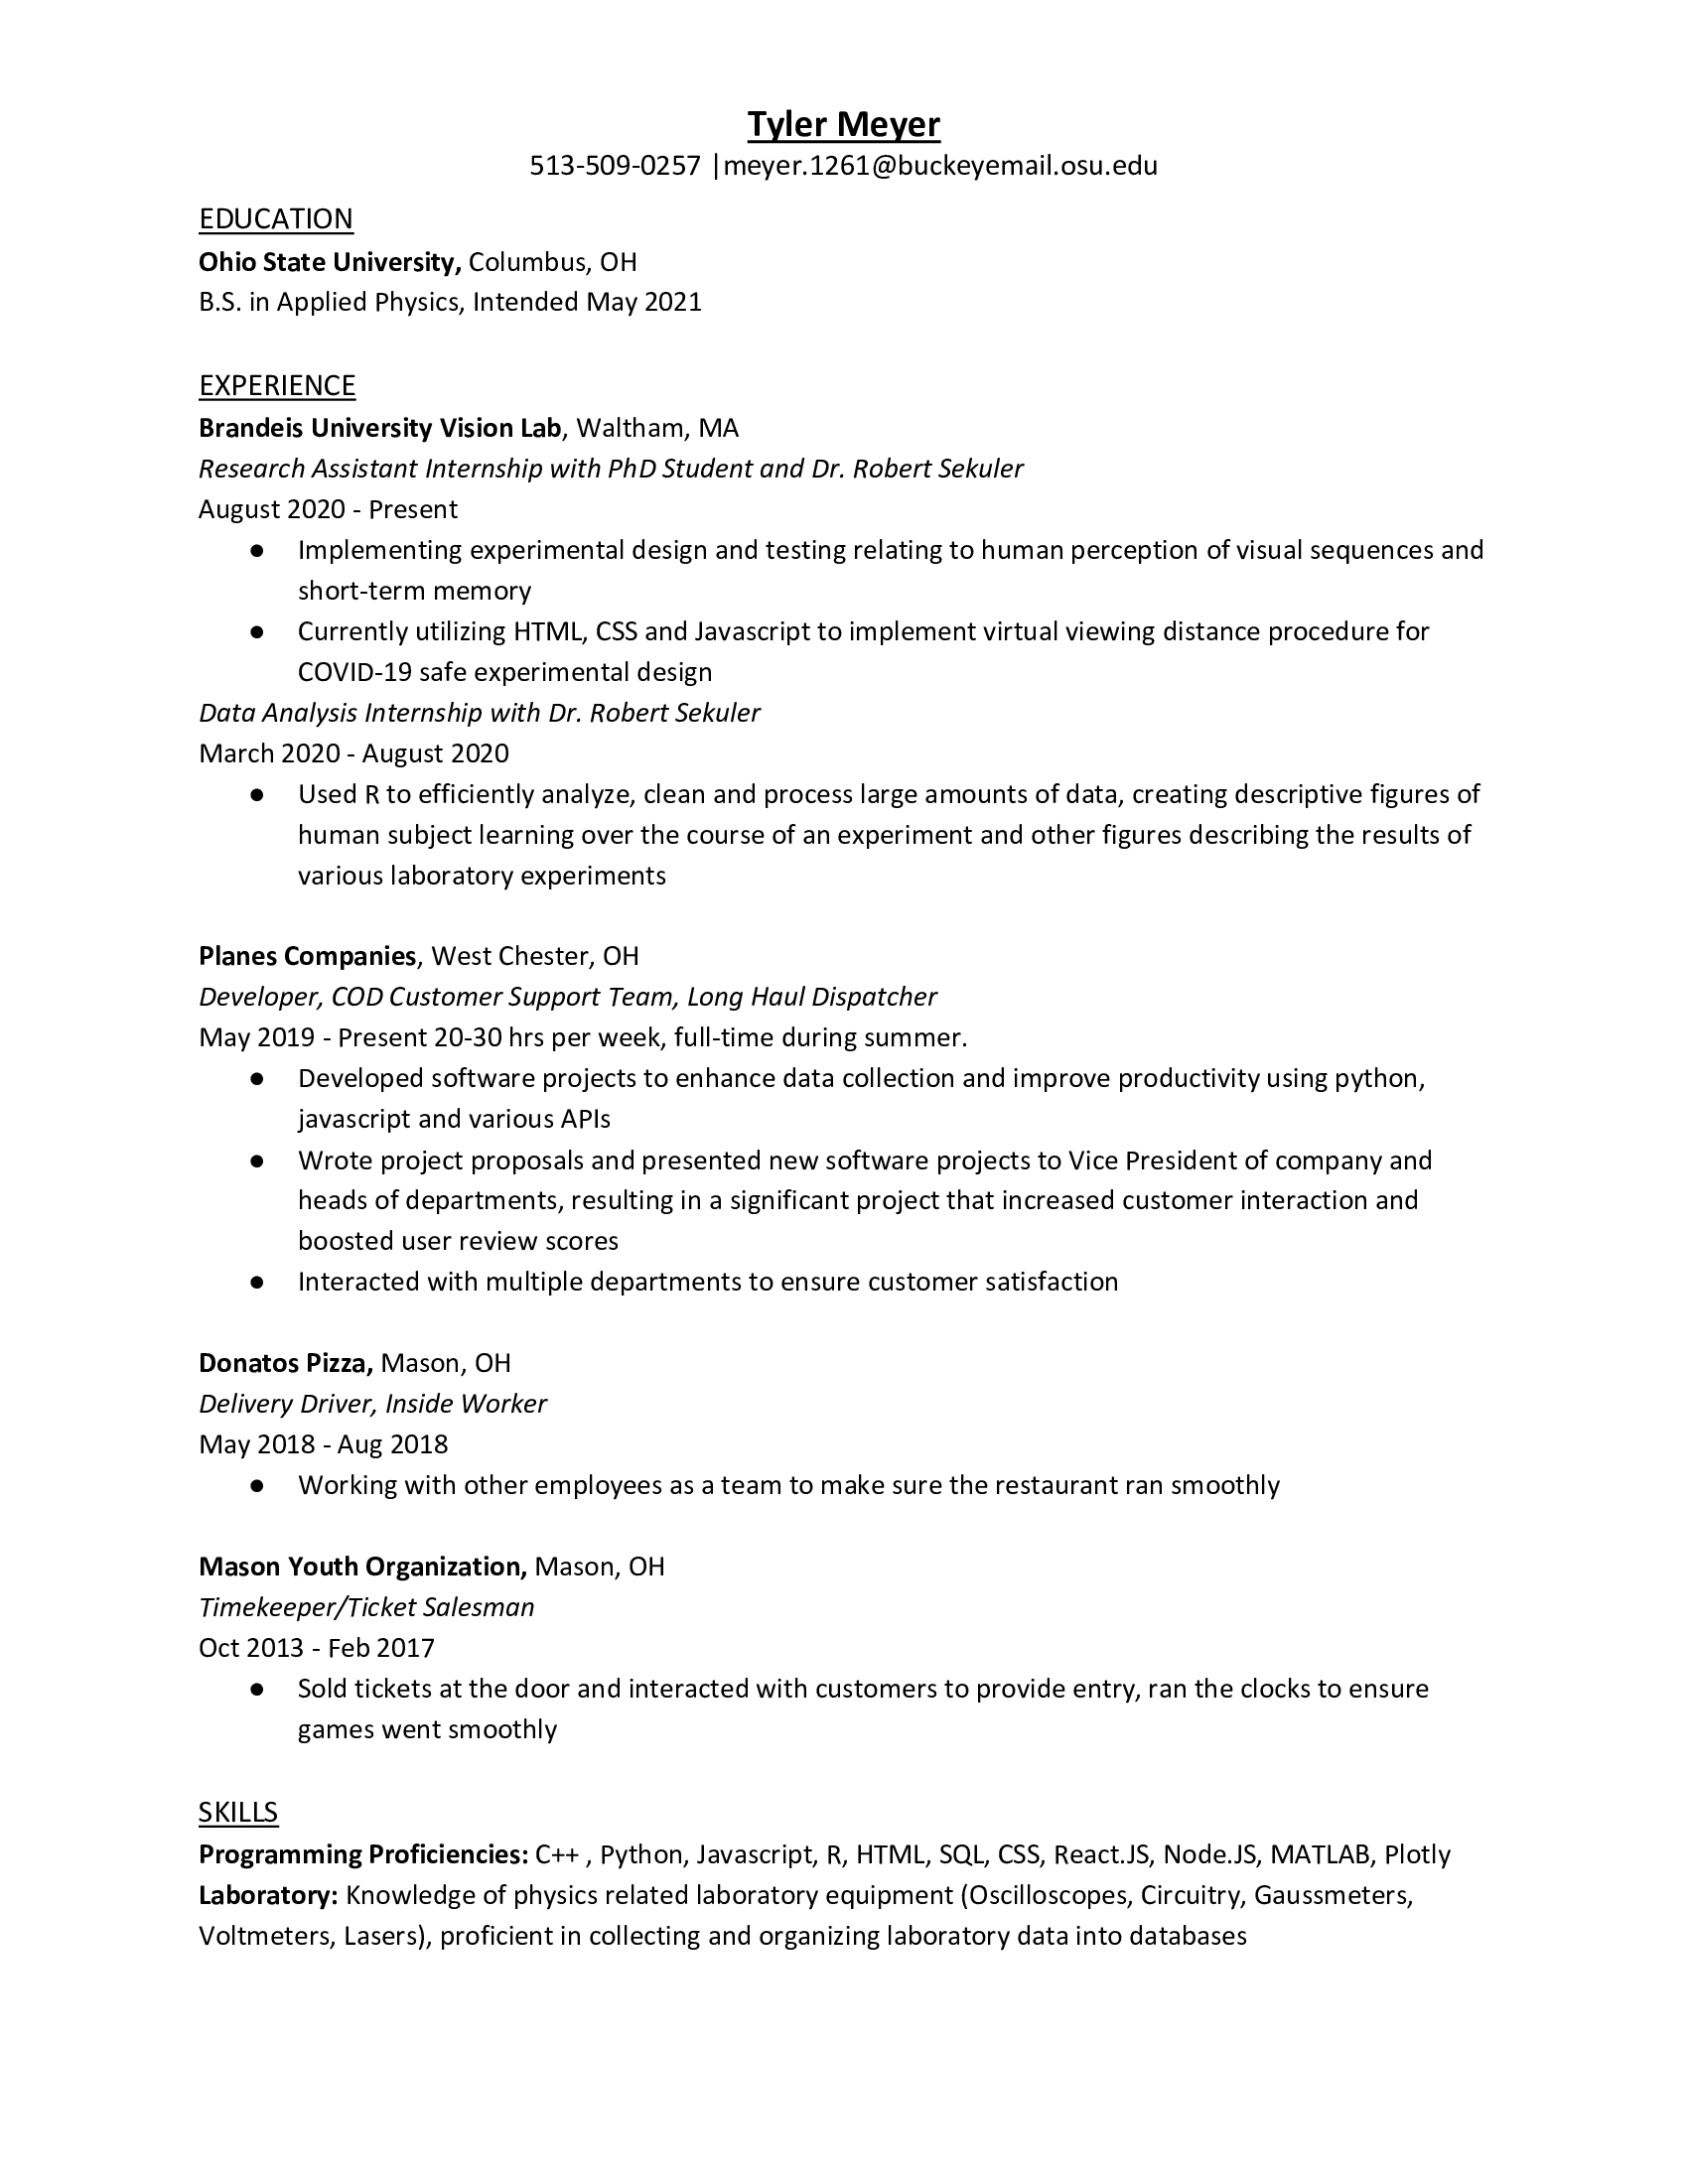 Tyler Meyer
513-509-0257 |meyer.1261@buckeyemail.osu.edu
EDUCATION
Ohio State University, Columbus, OH
B.S. in Applied Physics, Intended May 2021
EXPERIENCE
Brandeis University Vision Lab, Waltham, MA
Research Assistant Internship with PhD Student and Dr. Robert Sekuler
August 2020 - Present
● Implementing experimental design and testing relating to human perception of visual sequences and
short-term memory
● Currently utilizing HTML, CSS and Javascript to implement virtual viewing distance procedure for
COVID-19 safe experimental design
Data Analysis Internship with Dr. Robert Sekuler
March 2020 - August 2020
● Used R to efficiently analyze, clean and process large amounts of data, creating descriptive figures of
human subject learning over the course of an experiment and other figures describing the results of
various laboratory experiments
Planes Companies, West Chester, OH
Developer, COD Customer Support Team, Long Haul Dispatcher
May 2019 - Present 20-30 hrs per week, full-time during summer.
● Developed software projects to enhance data collection and improve productivity using python,
javascript and various APIs
● Wrote project proposals and presented new software projects to Vice President of company and
heads of departments, resulting in a significant project that increased customer interaction and
boosted user review scores
● Interacted with multiple departments to ensure customer satisfaction
Donatos Pizza, Mason, OH
Delivery Driver, Inside Worker
May 2018 - Aug 2018
● Working with other employees as a team to make sure the restaurant ran smoothly
Mason Youth Organization, Mason, OH
Timekeeper/Ticket Salesman
Oct 2013 - Feb 2017
● Sold tickets at the door and interacted with customers to provide entry, ran the clocks to ensure
games went smoothly
SKILLS
Programming Proficiencies: C++ , Python, Javascript, R, HTML, SQL, CSS, React.JS, Node.JS, MATLAB, Plotly
Laboratory: Knowledge of physics related laboratory equipment (Oscilloscopes, Circuitry, Gaussmeters,
Voltmeters, Lasers), proficient in collecting and organizing laboratory data into databases